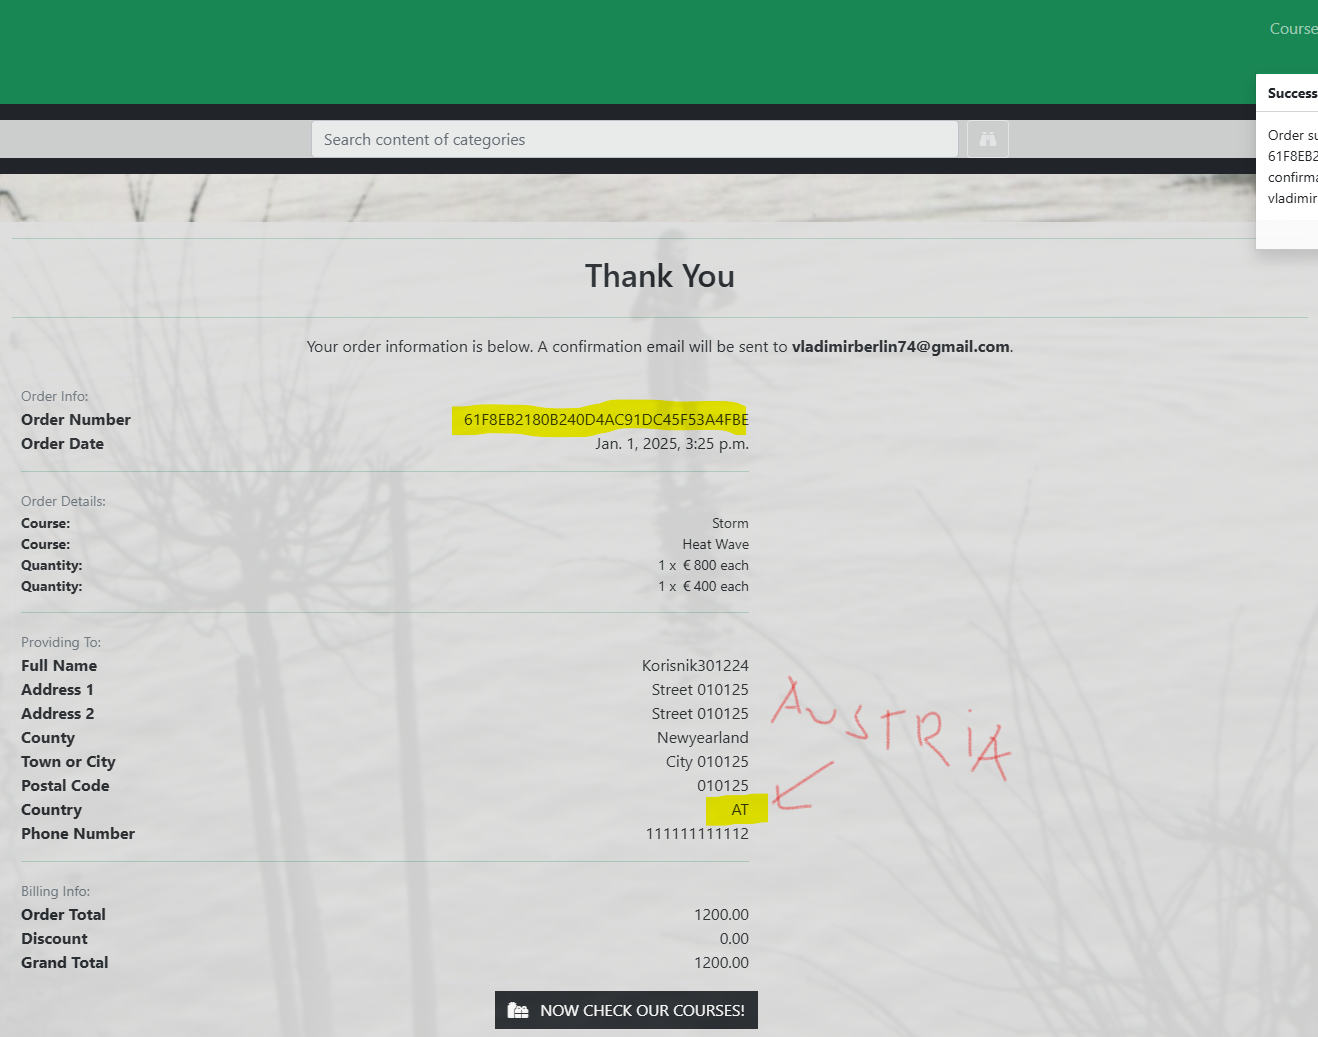 Course
Success
Order su
61F8EB2
confirma
vladimir
Search content of categories
Thank You
Your order information is below. A confirmation email will be sent to vladimirberlin74@gmail.com.
Order Info:
Order Number 61F8EB2180B240D4AC91DC45F53A4FBE
Order Date Jan. 1, 2025, 3:25 p.m.
Order Details:
Course: Storm
Course: Heat Wave
Quantity: 1 x € 800 each
Quantity: 1 x € 400 each
Providing To:
Full Name Korisnik301224
Address 1 Street 010125
Address 2 Street 010125
County Newyearland
Town or City City 010125
Postal Code 010125
Country AT
Phone Number 111111111112
AUSTRiA
Billing Info:
Order Total 1200.00
Discount 0.00
Grand Total 1200.00
NOW CHECK OUR COURSES!